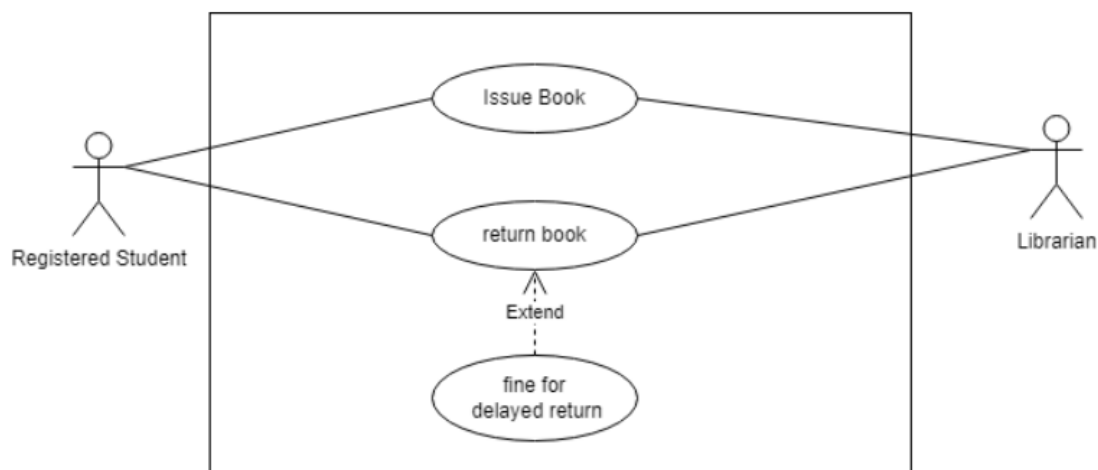 Issue Book
return book
Registered Student
Librarian
Extend
fine for
delayed return